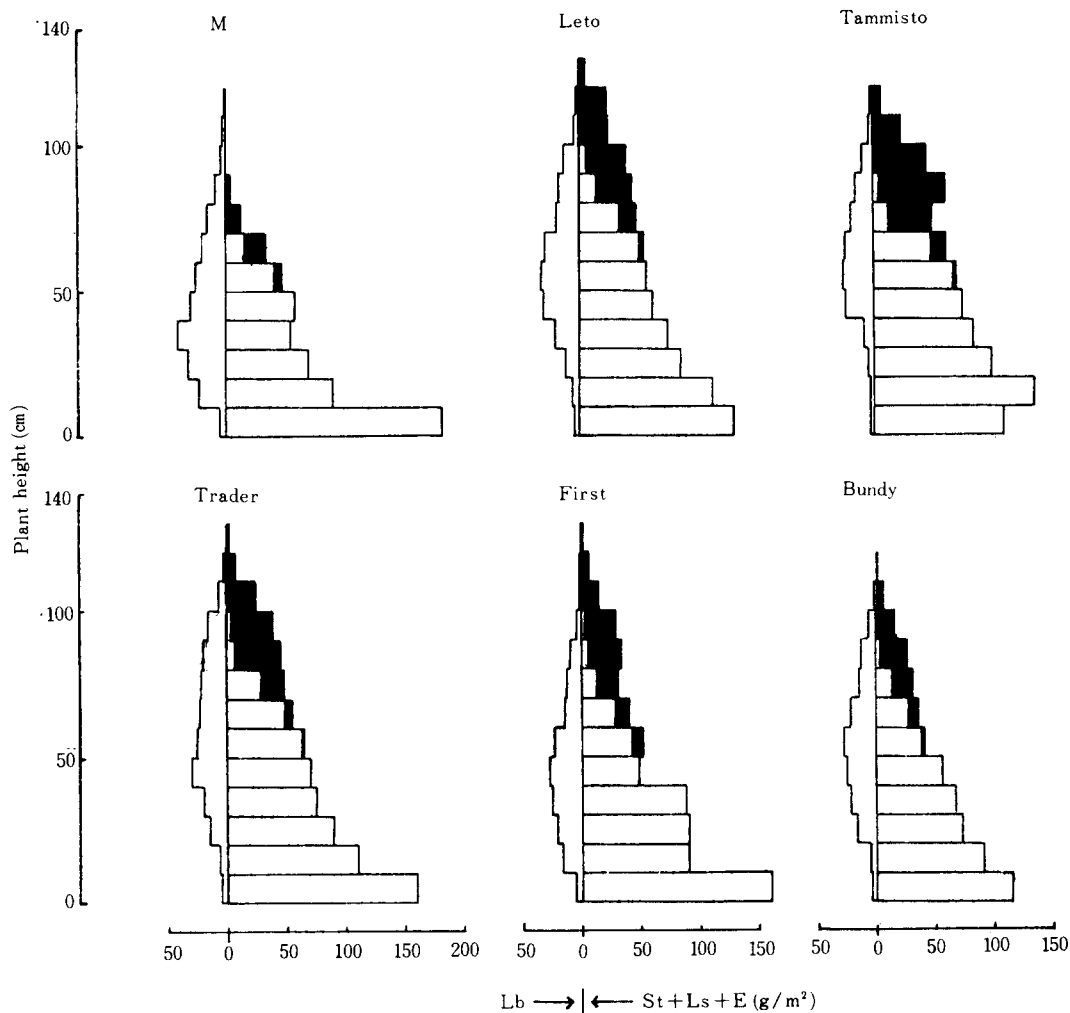 M
Leto
Tammisto
140
100
50
0
Plant height (cm)
Trader
First
Bundy
140
100
50
0
50 0 50 100 150 200
50 0 50 100 150
50 0 50 100 150
Lb → ← St+Ls+E (g/m²)